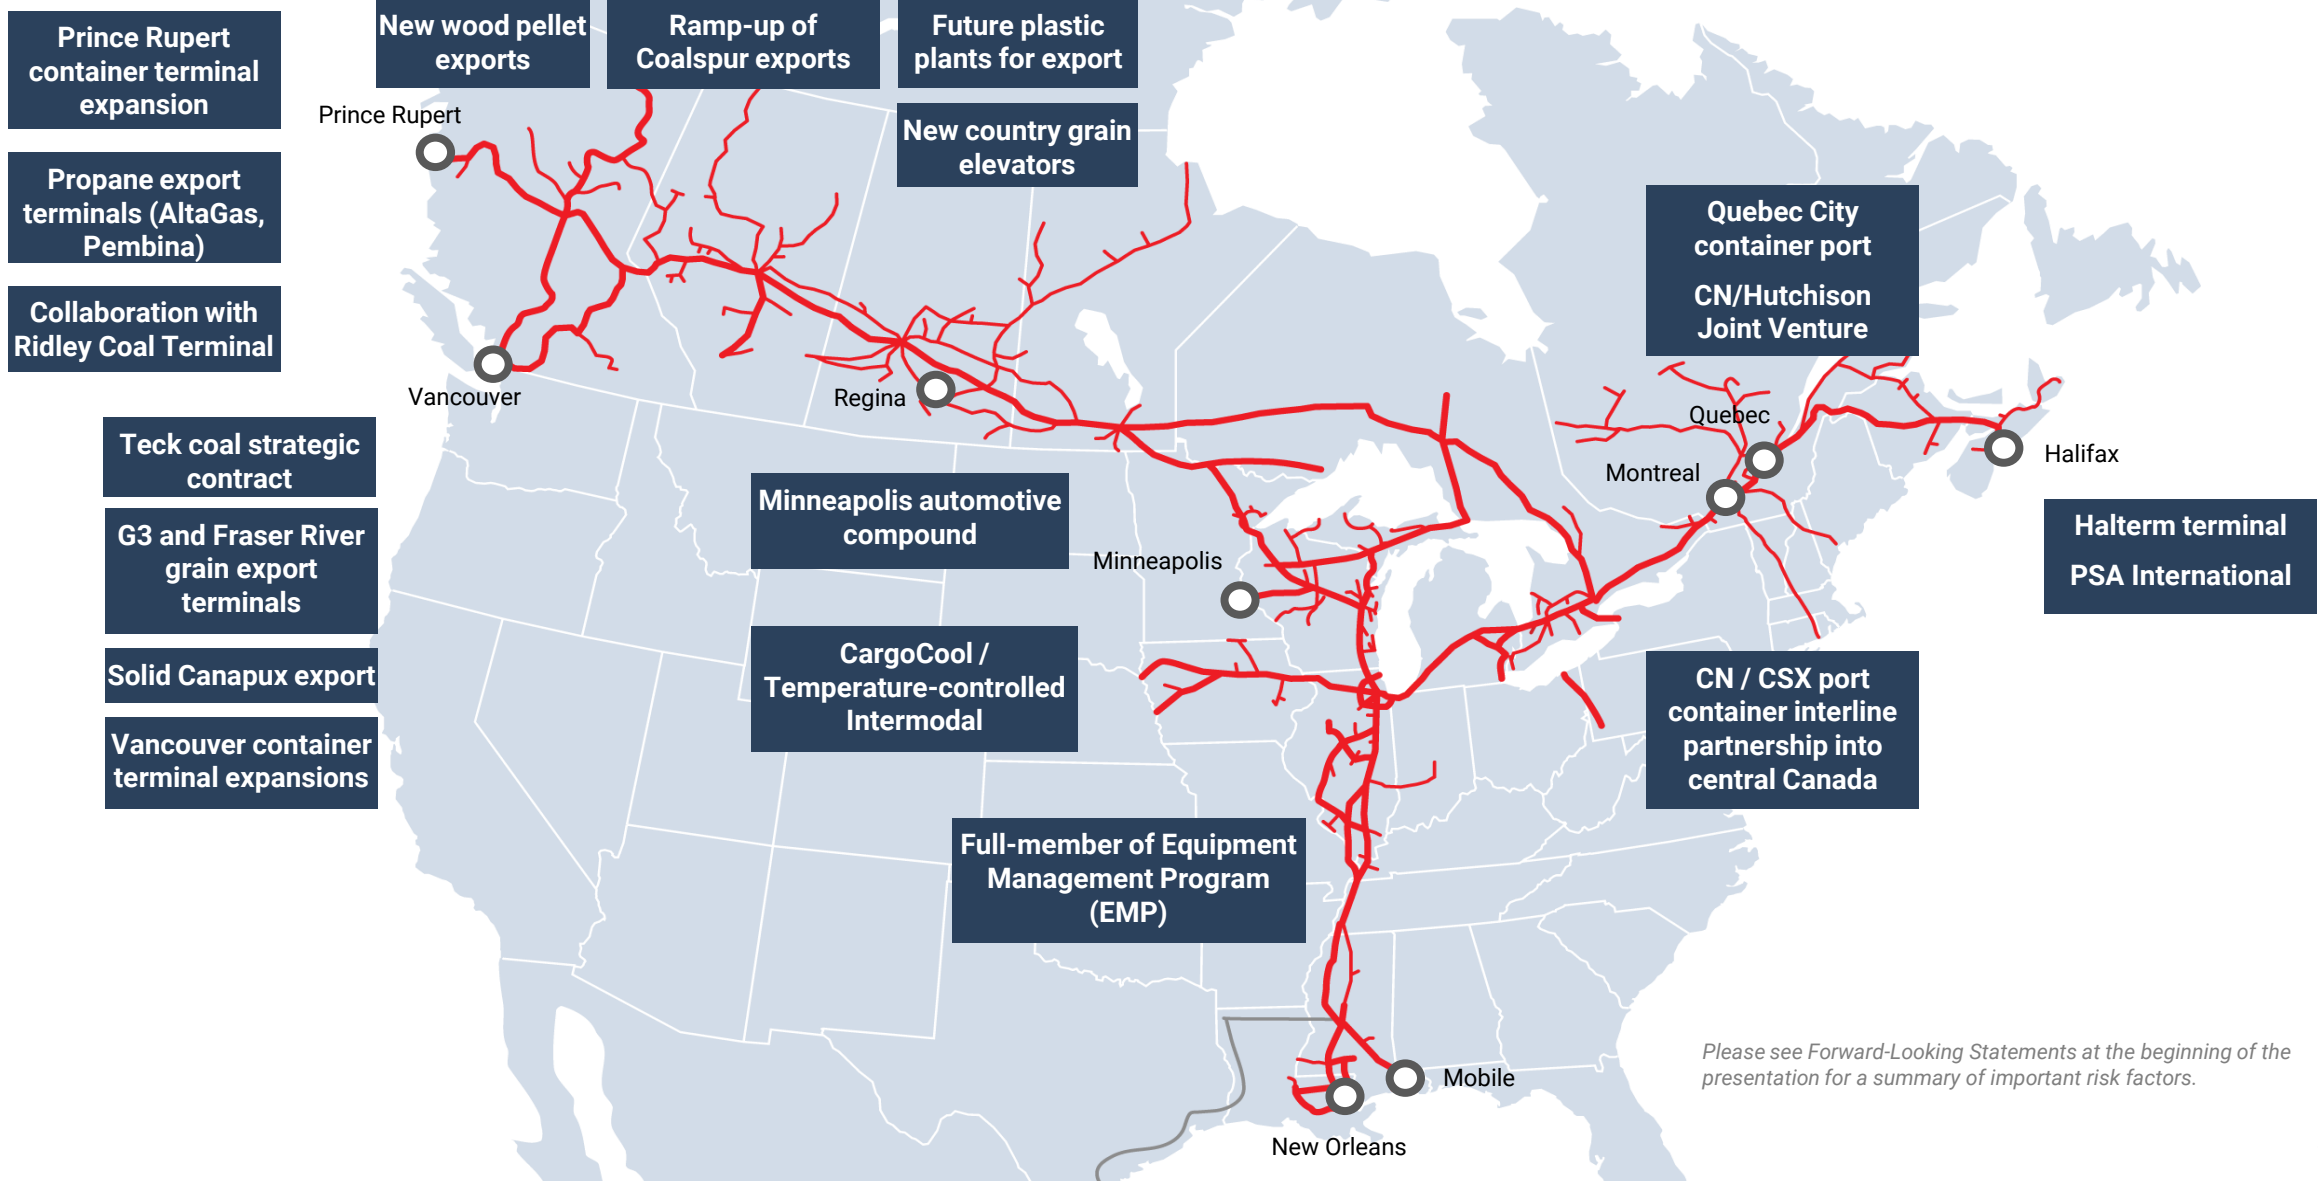 Prince Rupert
container terminal
expansion
New wood pellet
exports
Ramp-up of
Coalspur exports
Future plastic
plants for export
New country grain
elevators
Prince Rupert
Propane export
terminals (AltaGas,
Pembina)
Collaboration with
Ridley Coal Terminal
Vancouver
Regina
Quebec City
container port
CN/Hutchison
Joint Venture
Quebec
Montreal
Halifax
Halterm terminal
PSA International
Teck coal strategic
contract
G3 and Fraser River
grain export
terminals
Solid Canapux export
Vancouver container
terminal expansions
Minneapolis automotive
compound
Minneapolis
CargoCool /
Temperature-controlled
Intermodal
CN / CSX port
container interline
partnership into
central Canada
Full-member of Equipment
Management Program
(EMP)
Mobile
New Orleans
Please see Forward-Looking Statements at the beginning of the
presentation for a summary of important risk factors.